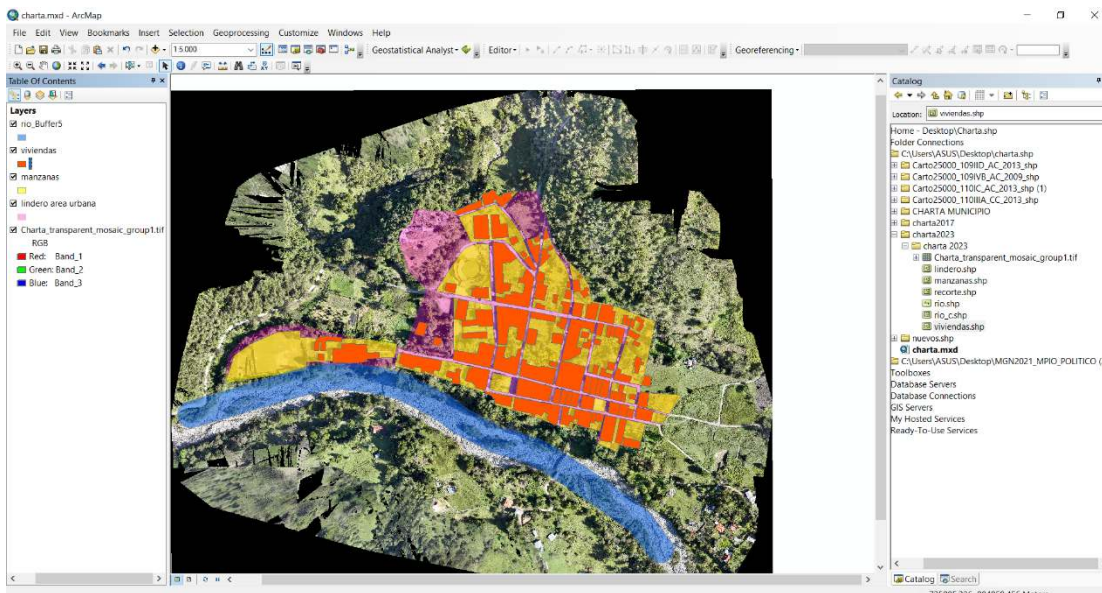 charta.mxd - ArcMap
File Edit View Bookmarks Insert Selection Geoprocessing Customize Windows Help
1:5.000 Geostatistical Analyst Editor Georeferencing
Table Of Contents
Layers
rio_Buffer5
viviendas
manzanas
lindero area urbana
Charta_transparent_mosaic_group1.tif
RGB
Red: Band_1
Green: Band_2
Blue: Band_3
Catalog
Location: viviendas.shp
Home - Desktop\Charta.shp
Folder Connections
C:\Users\ASUS\Desktop\charta.shp
Carto25000_109IID_AC_2013_shp
Carto25000_109IVB_AC_2009_shp
Carto25000_110IC_AC_2013_shp (1)
Carto25000_110IIIA_CC_2013_shp
CHARTA MUNICIPIO
charta2017
charta2023
charta 2023
Charta_transparent_mosaic_group1.tif
lindero.shp
manzanas.shp
recorte.shp
rio.shp
rio_c.shp
viviendas.shp
nuevos.shp
charta.mxd
C:\Users\ASUS\Desktop\MGN2021_MPIO_POLITICO (
Toolboxes
Database Servers
Database Connections
GIS Servers
My Hosted Services
Ready-To-Use Services
Catalog Search